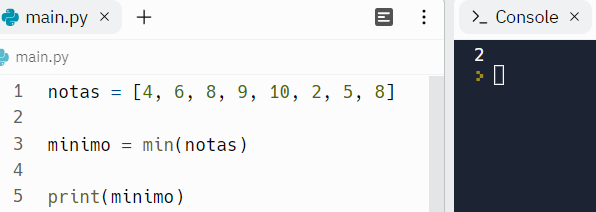 main.py × +
>_ Console ×
main.py
1 notas = [4, 6, 8, 9, 10, 2, 5, 8]
2
3 minimo = min(notas)
4
5 print(minimo)
2
>